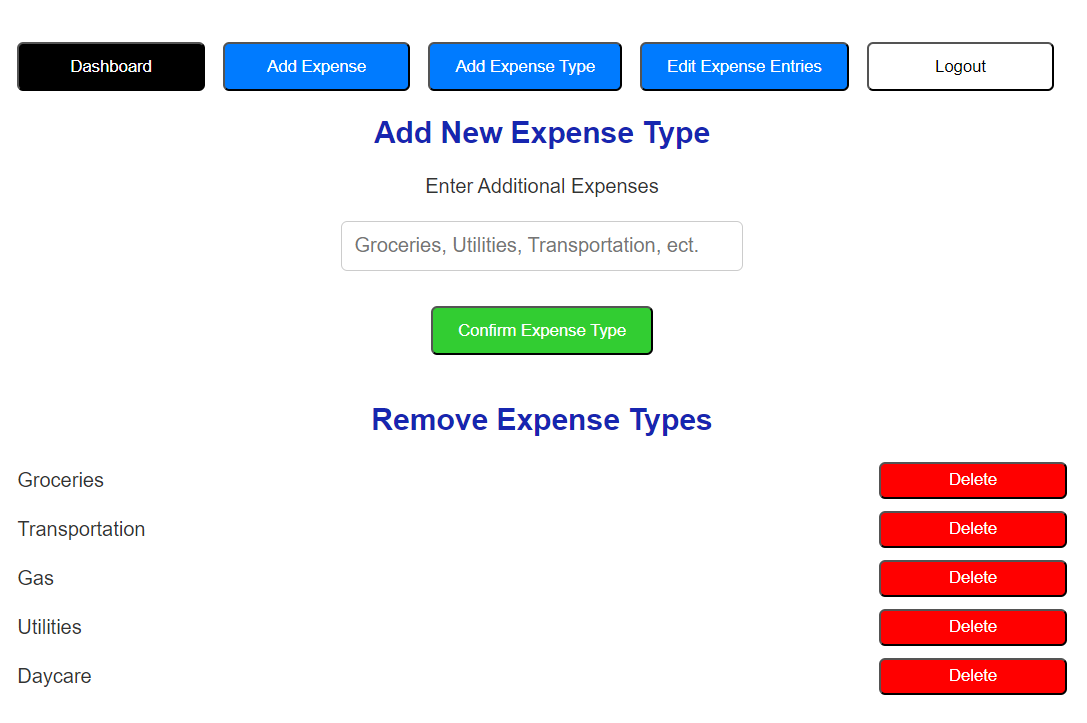 Dashboard Add Expense Add Expense Type Edit Expense Entries Logout
Add New Expense Type
Enter Additional Expenses
Groceries, Utilities, Transportation, ect.
Confirm Expense Type
Remove Expense Types
Groceries Delete
Transportation Delete
Gas Delete
Utilities Delete
Daycare Delete